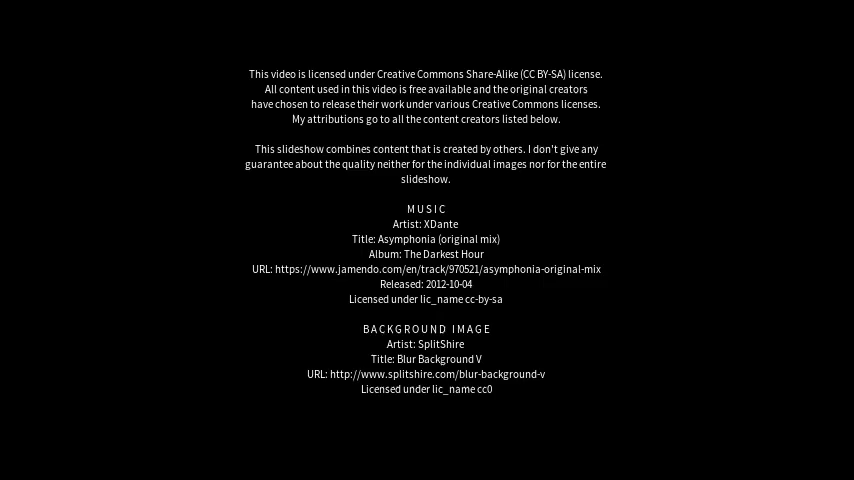 This video is licensed under Creative Commons Share-Alike (CC BY-SA) license.
All content used in this video is free available and the original creators
have chosen to release their work under various Creative Commons licenses.
My attributions go to all the content creators listed below.
This slideshow combines content that is created by others. I don't give any
guarantee about the quality neither for the individual images nor for the entire
slideshow.
MUSIC
Artist: XDante
Title: Asymphonia (original mix)
Album: The Darkest Hour
URL: https://www.jamendo.com/en/track/970521/asymphonia-original-mix
Released: 2012-10-04
Licensed under lic_name cc-by-sa
BACKGROUND IMAGE
Artist: SplitShire
Title: Blur Background V
URL: http://www.splitshire.com/blur-background-v
Licensed under lic_name cc0